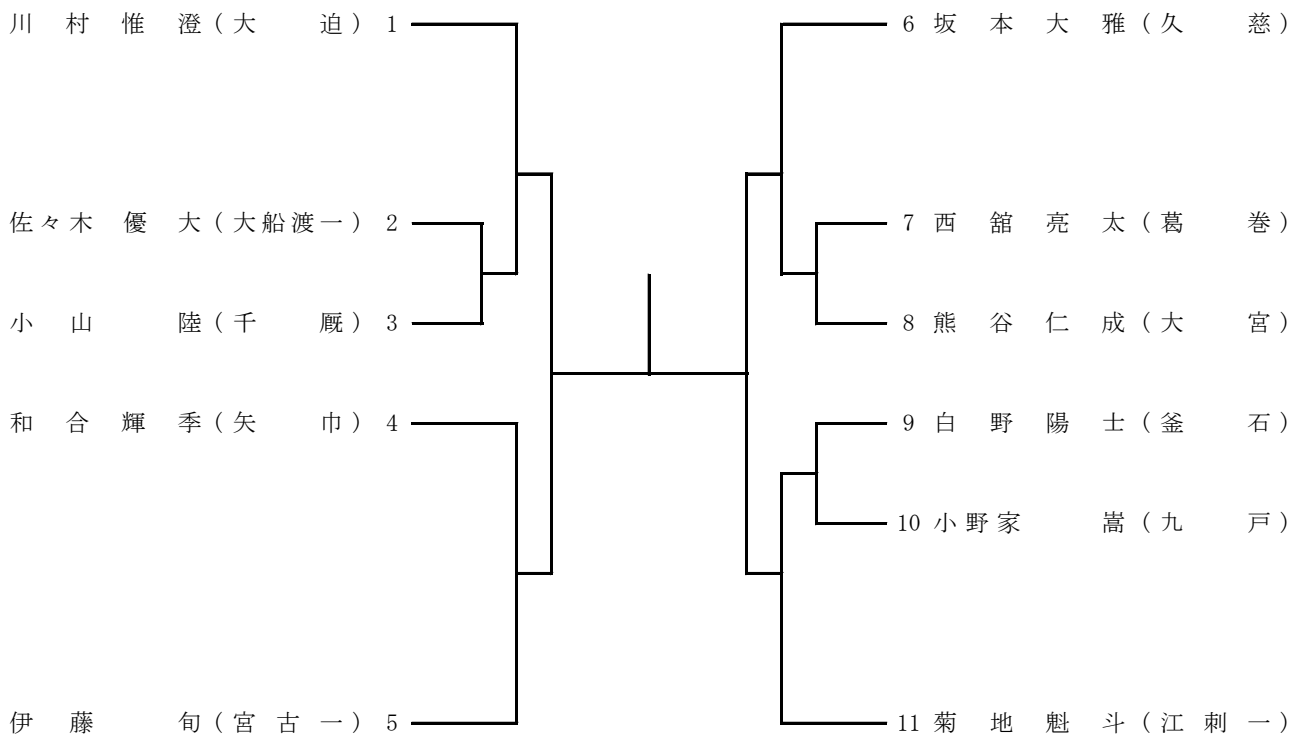 川村惟澄(大迫) 1
佐々木優大(大船渡一) 2
小山陸(千厩) 3
和合輝季(矢巾) 4
伊藤旬(宮古一) 5
6 坂本大雅(久慈)
7 西舘亮太(葛巻)
8 熊谷仁成(大宮)
9 白野陽士(釜石)
10 小野家嵩(九戸)
11 菊地魁斗(江刺一)